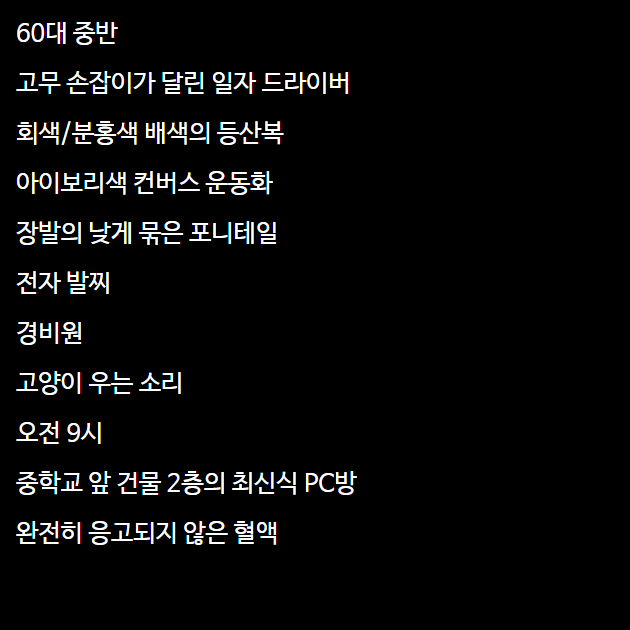 60대 중반
고무 손잡이가 달린 일자 드라이버
회색/분홍색 배색의 등산복
아이보리색 컨버스 운동화
장발의 낮게 묶은 포니테일
전자 발찌
경비원
고양이 우는 소리
오전 9시
중학교 앞 건물 2층의 최신식 PC방
완전히 응고되지 않은 혈액